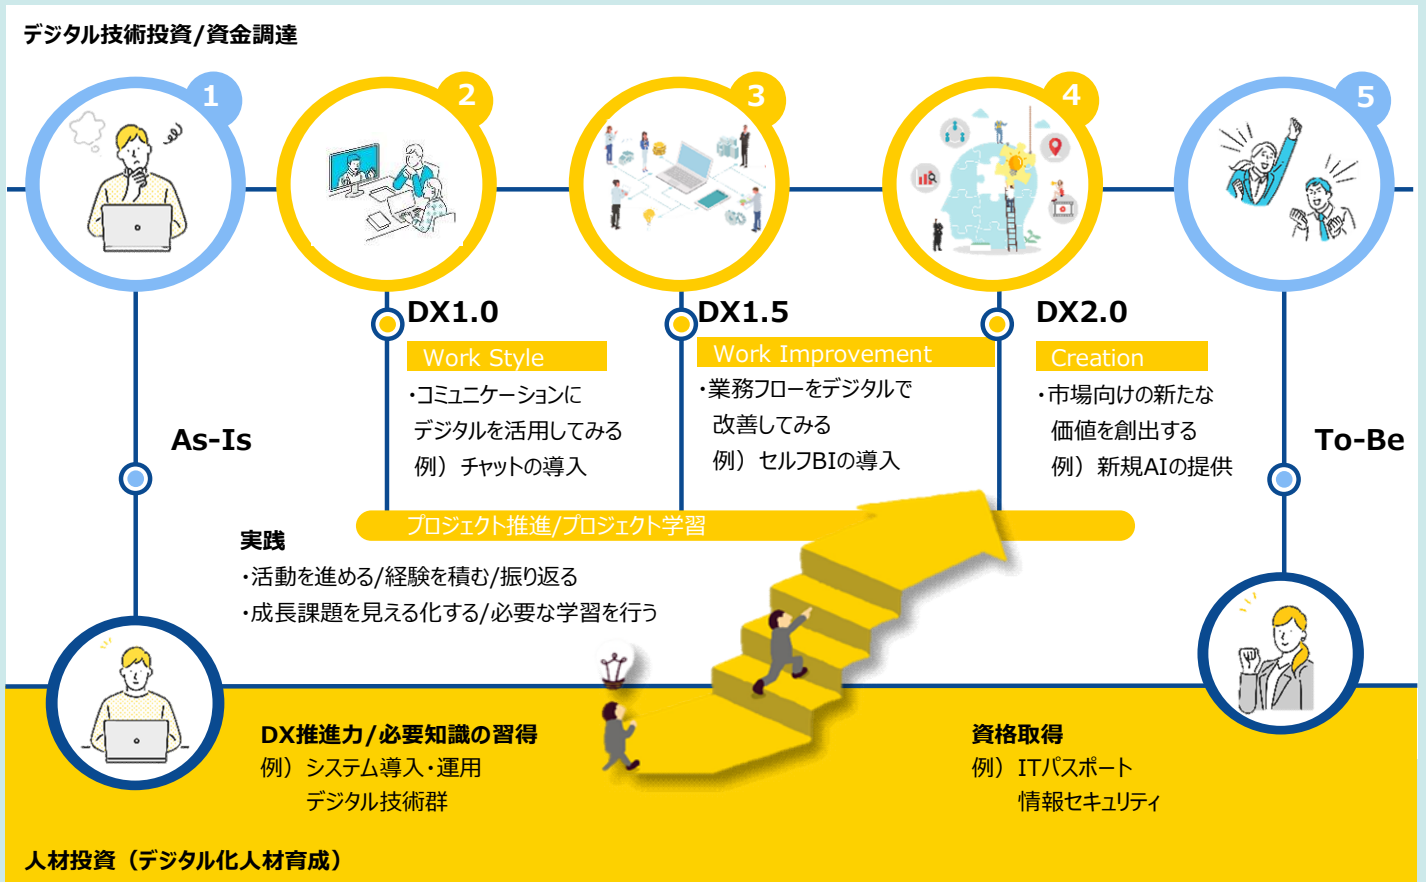 デジタル技術投資/資金調達
1
2
3
4
5
DX1.0
Work Style
・コミュニケーションに
デジタルを活用してみる
例）チャットの導入
DX1.5
Work Improvement
・業務フローをデジタルで
改善してみる
例）セルフBIの導入
DX2.0
Creation
・市場向けの新たな
価値を創出する
例）新規AIの提供
As-Is
To-Be
プロジェクト推進/プロジェクト学習
実践
・活動を進める/経験を積む/振り返る
・成長課題を見える化する/必要な学習を行う
DX推進力/必要知識の習得
例）システム導入・運用
デジタル技術群
資格取得
例）ITパスポート
情報セキュリティ
人材投資（デジタル化人材育成）